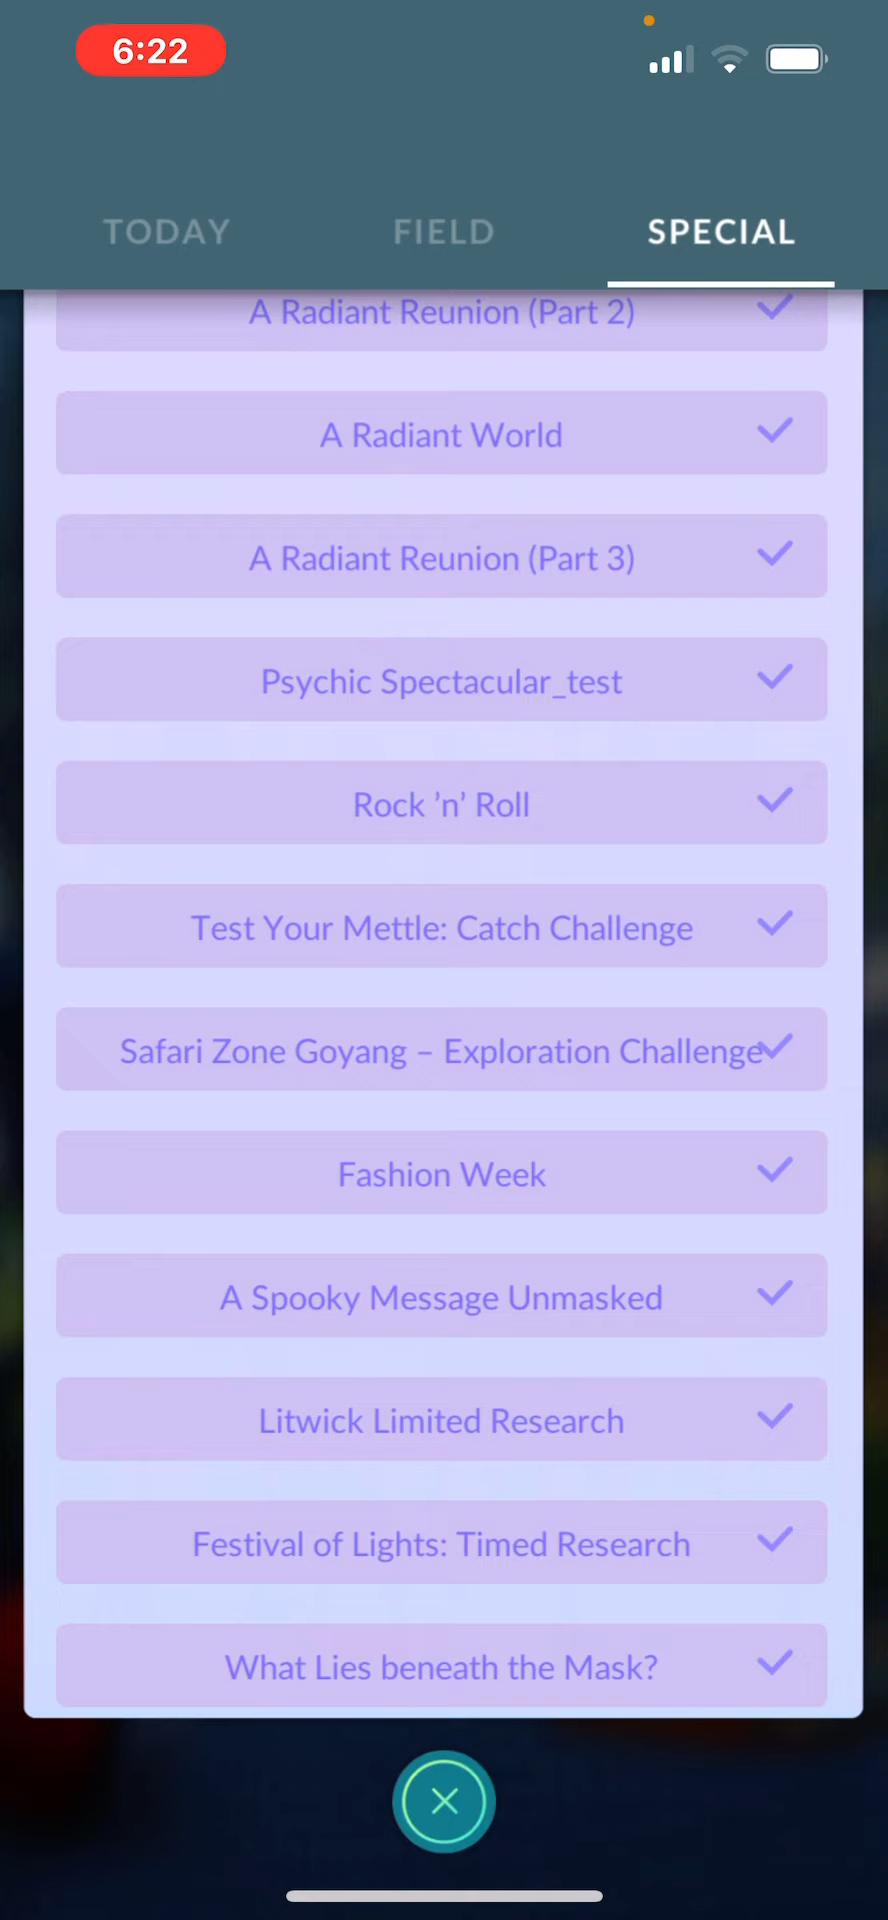 6:22
TODAY
FIELD
SPECIAL
A Radiant Reunion (Part 2)
A Radiant World
A Radiant Reunion (Part 3)
Psychic Spectacular_test
Rock ’n’ Roll
Test Your Mettle: Catch Challenge
Safari Zone Goyang – Exploration Challenge
Fashion Week
A Spooky Message Unmasked
Litwick Limited Research
Festival of Lights: Timed Research
What Lies beneath the Mask?